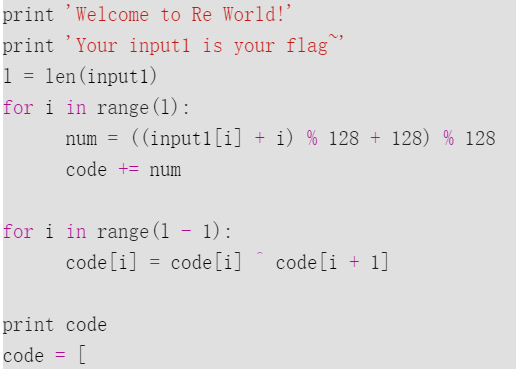 print 'Welcome to Re World!'
print 'Your input1 is your flag~'
l = len(input1)
for i in range(l):
num = ((input1[i] + i) % 128 + 128) % 128
code += num
for i in range(l - 1):
code[i] = code[i] ^ code[i + 1]
print code
code = [